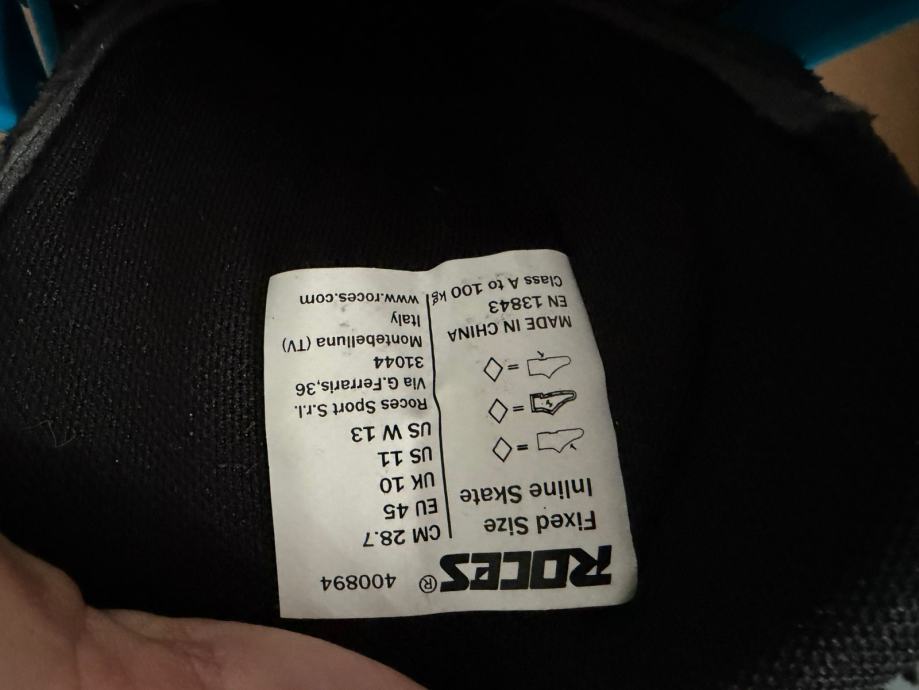 ROCES® 400894
Fixed Size
Inline Skate
=
=
=
MADE IN CHINA
EN 13843
Class A to 100 kg
CM 28.7
EU 45
UK 10
US 11
US W 13
Roces Sport S.r.l.
Via G.Ferraris,36
31044
Montebelluna (TV)
Italy
www.roces.com